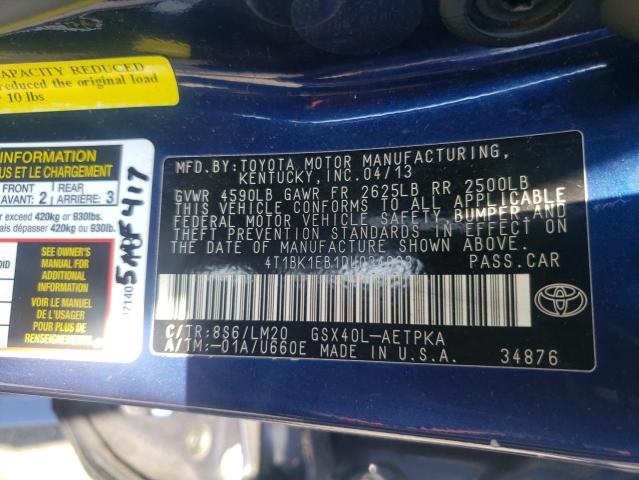 CAPACITY REDUCED
reduced the original load
10 lbs
INFORMATION
US ET LE CHARGEMENT
FRONT AVANT: 2
REAR ARRIÈRE: 3
exceed 420kg or 930lbs.
ais dépasser 420kg ou 930lb.
SEE OWNER'S
MANUAL FOR
ADDITIONAL
INFORMATION
VOIR LE MANUEL
DE L'USAGER
POUR PLUS DE
RENSEIGNEMENTS
MFD.BY:TOYOTA MOTOR MANUFACTURING,
KENTUCKY, INC.04/13
GVWR 4590LB GAWR FR 2625LB RR 2500LB
THIS VEHICLE CONFORMS TO ALL APPLICABLE
FEDERAL MOTOR VEHICLE SAFETY, BUMPER,AND
THEFT PREVENTION STANDARDS IN EFFECT ON
THE DATE OF MANUFACTURE SHOWN ABOVE.
PASS.CAR
C/TR:8S6/LM20 GSX40L-AETPKA
A/TM:-01A/U660E MADE IN U.S.A.
34876